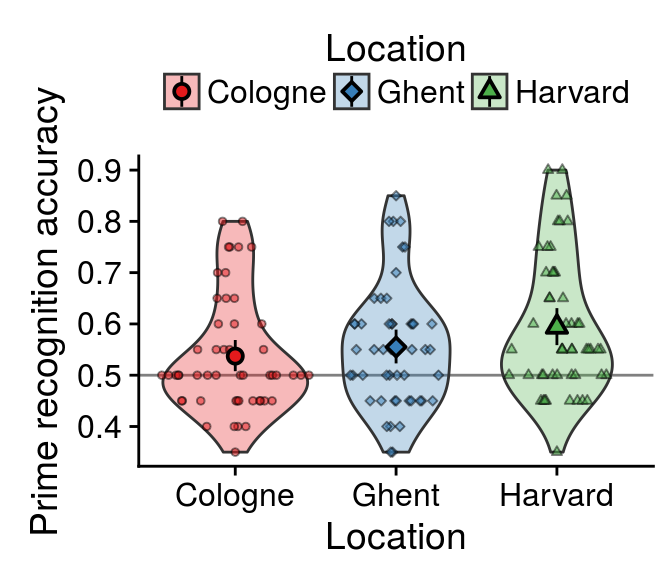 Location
Cologne Ghent Harvard
Prime recognition accuracy
0.9
0.8
0.7
0.6
0.5
0.4
Cologne Ghent Harvard
Location